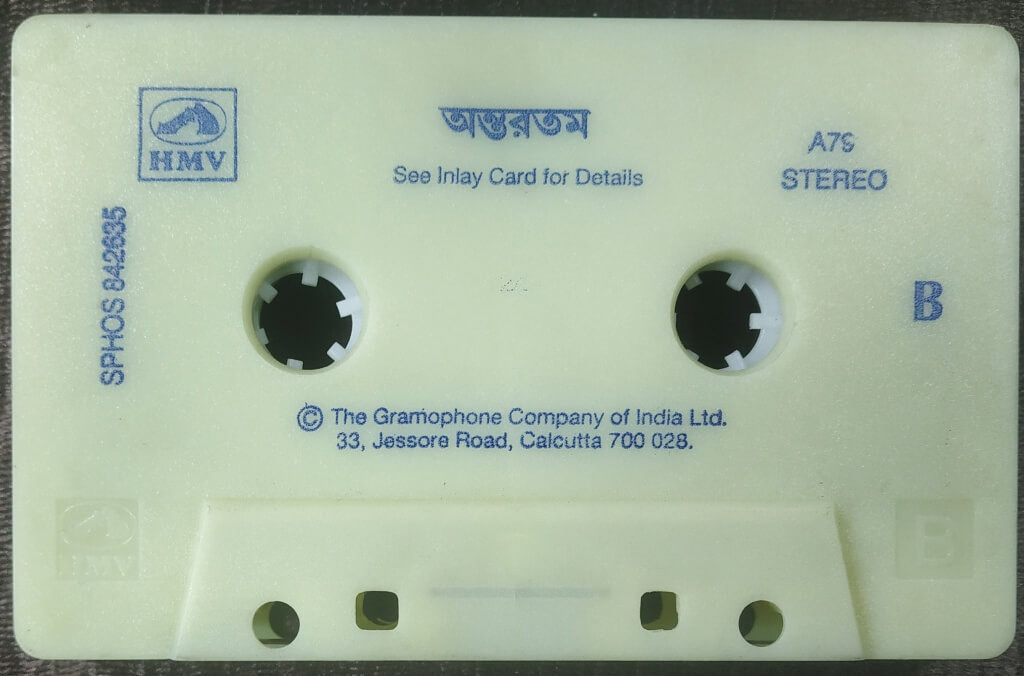 HMV
অন্তরতম
See Inlay Card for Details
A79
STEREO
SPHOS 842635
B
© The Gramophone Company of India Ltd.
33, Jessore Road, Calcutta 700 028.
HMV
B